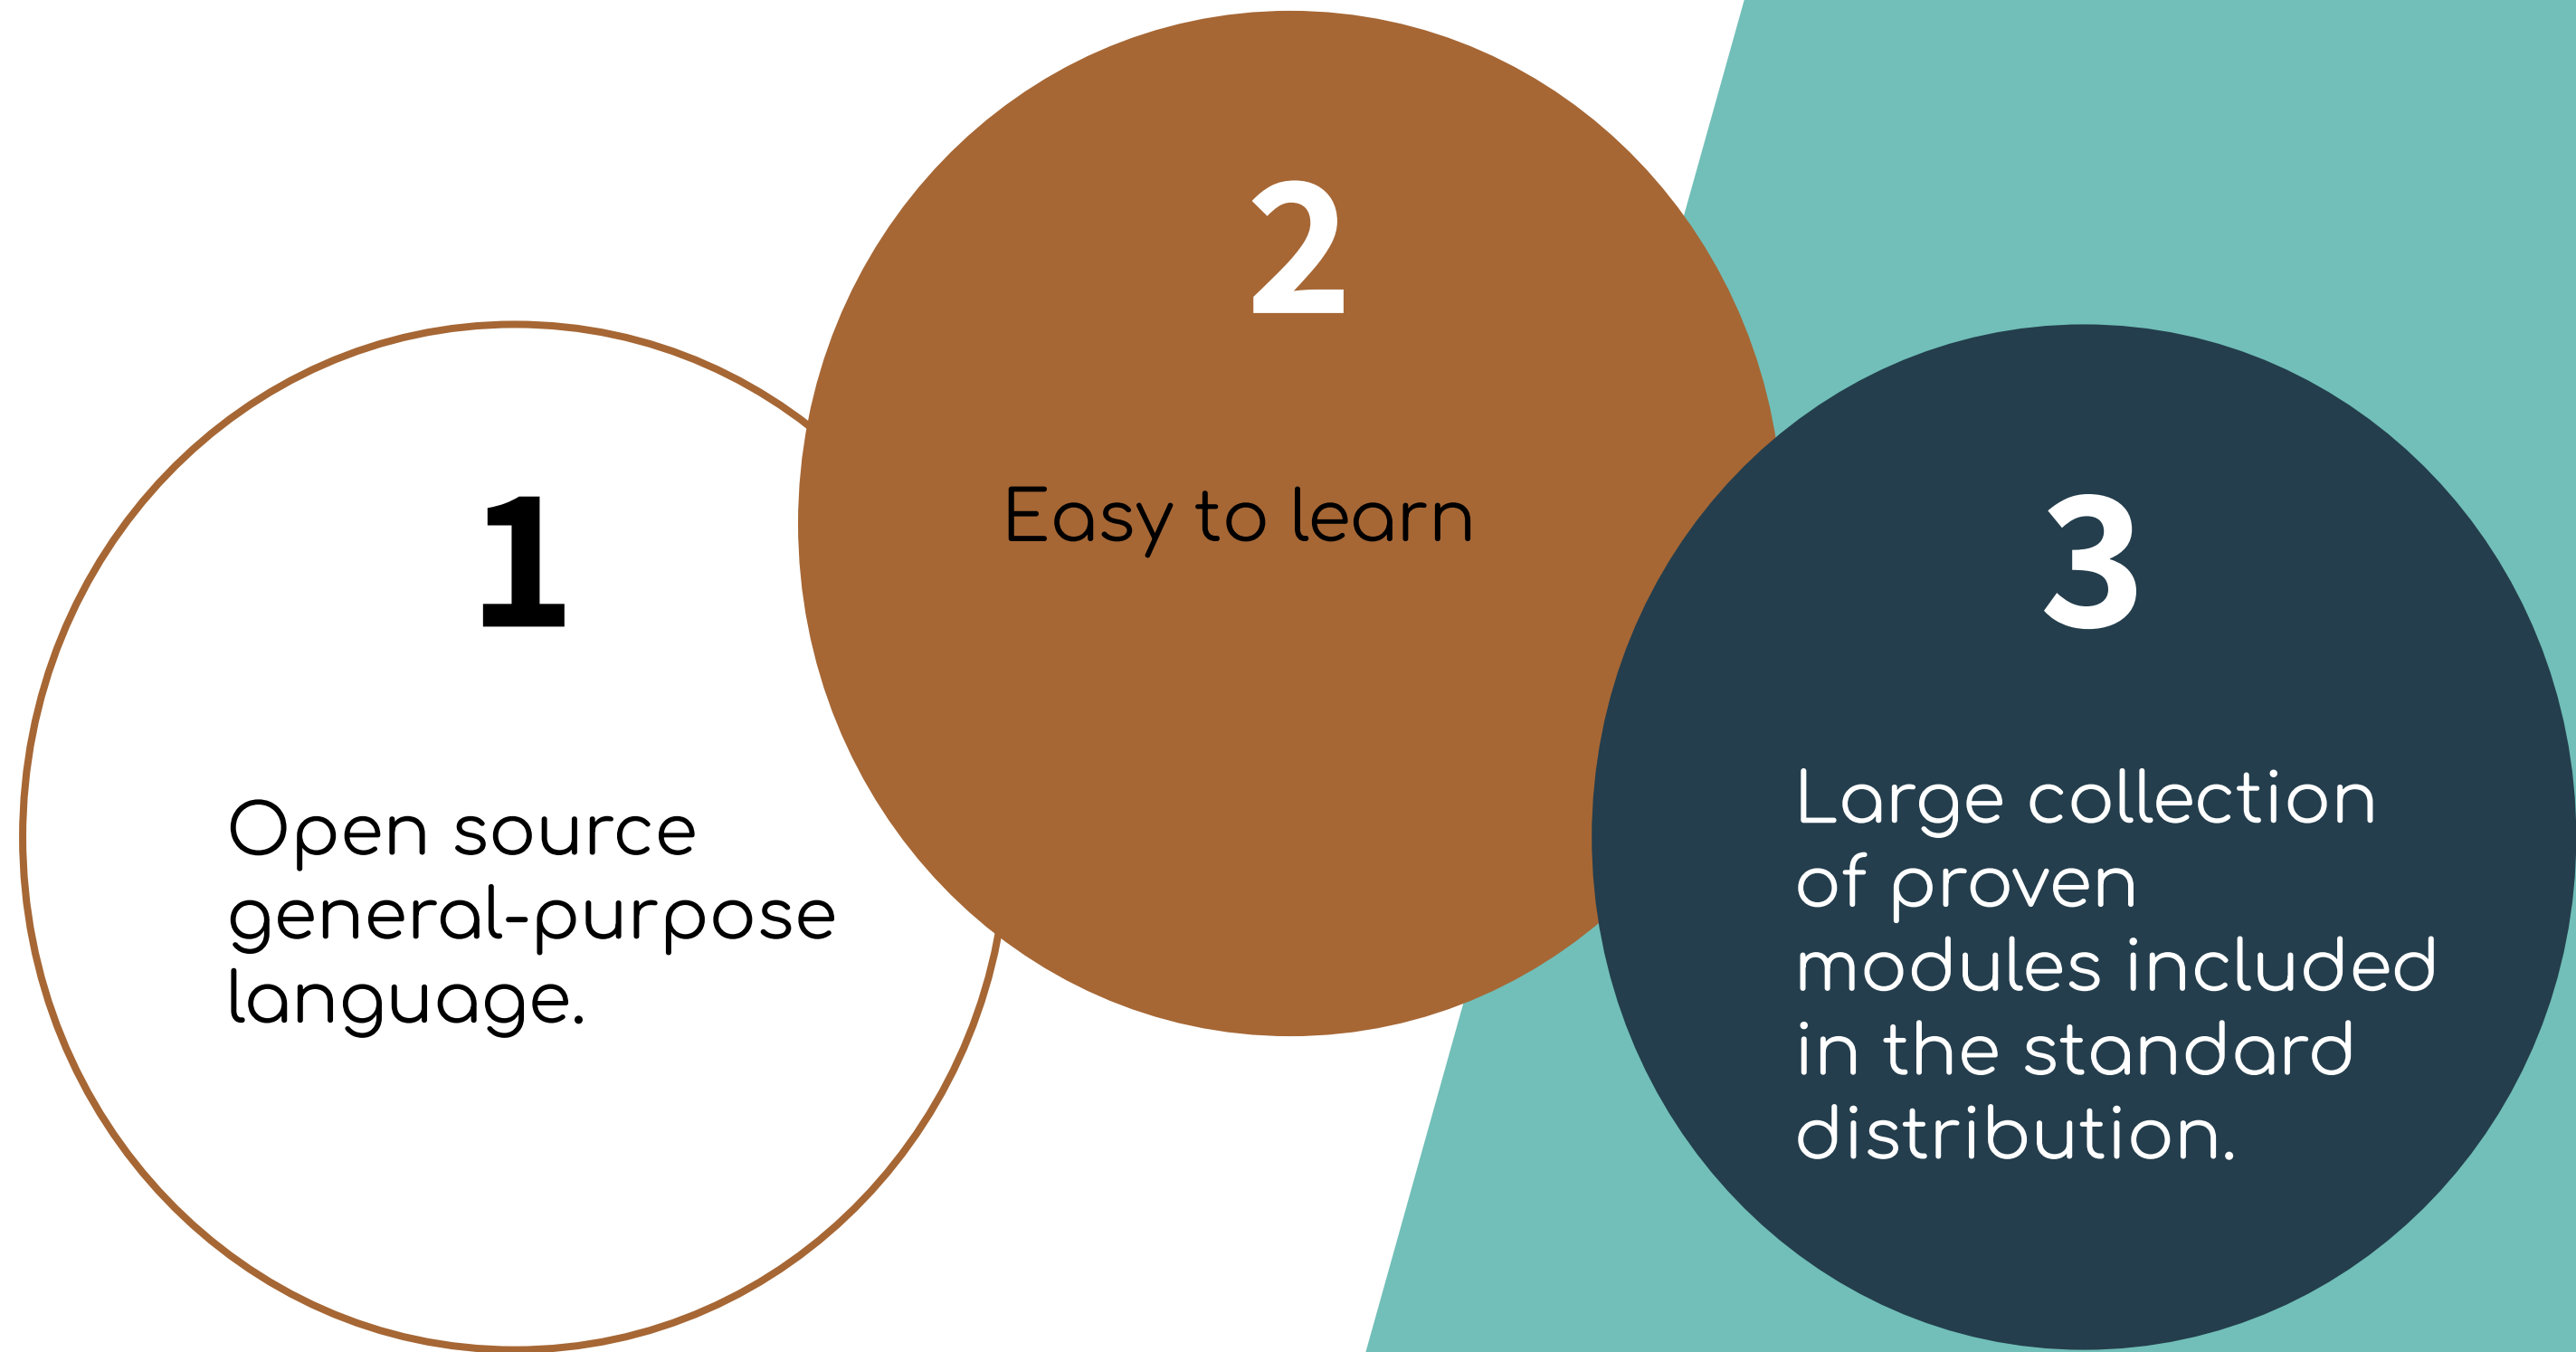 1
Open source
general-purpose
language.
2
Easy to learn
3
Large collection
of proven
modules included
in the standard
distribution.